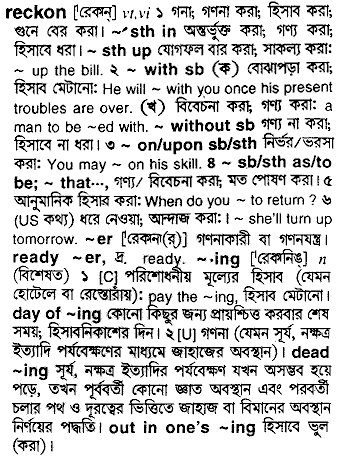 reckon ['রেকান্] vt,vi ১ গনা; গণনা করা; হিসাব করা;
গুনে বের করা। ~ sth in অন্তর্ভুক্ত করা; গণ্য করা;
হিসাবে ধরা। ~ sth up যোগফল বার করা; সাকল্য করা:
~ up the bill. ২ ~ with sb (ক) বোঝাপড়া করা;
হিসাব মেটানো: He will ~ with you once his present
troubles are over. (খ) বিবেচনা করা; গণ্য করা: a
man to be ~ed with. ~ without sb গণ্য না করা;
হিসাবে না ধরা। ৩ ~ on/upon sb/sth নির্ভর/ভরসা
করা: You may ~ on his skill. ৪ ~ sb/sth as/to
be; ~ that..., গণ্য/ বিবেচনা করা; মত পোষণ করা। ৫
আনুমানিক হিসাব করা: When do you ~ to return ? ৬
(US কথ্য) ধরে নেওয়া; আন্দাজ করা: । ~ she'll turn up
tomorrow. ~er ['রেকানা(র্)] গণনাকারী বা গণনযন্ত্র।
ready ~er, দ্র. ready. ~.ing ['রেকনিঙ্] n
(বিশেষত) ১ [C] পরিশোধনীয় মূল্যের হিসাব (যেমন
হোটেলে বা রেস্তোরাঁয়): pay the ~ing, হিসাব মেটানো।
day of ~ing কোনো কিছুর জন্য প্রায়শ্চিত্ত করবার শেষ
সময়; হিসাবনিকাশের দিন। ২ [U] গণনা (যেমন সূর্য, নক্ষত্র
ইত্যাদি পর্যবেক্ষণের মাধ্যমে জাহাজের অবস্থান)। dead
~ing সূর্য, নক্ষত্র ইত্যাদির পর্যবেক্ষণ যখন অসম্ভব হয়ে
পড়ে, তখন পূর্ববর্তী কোনো জ্ঞাত অবস্থান এবং পরবর্তী
চলার পথ ও দূরত্বের ভিত্তিতে জাহাজ বা বিমানের অবস্থান
নির্ণয়ের পদ্ধতি। out in one's ~ing হিসাবে ভুল
(করা)।